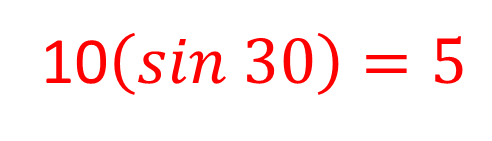 10(sin 30) = 5